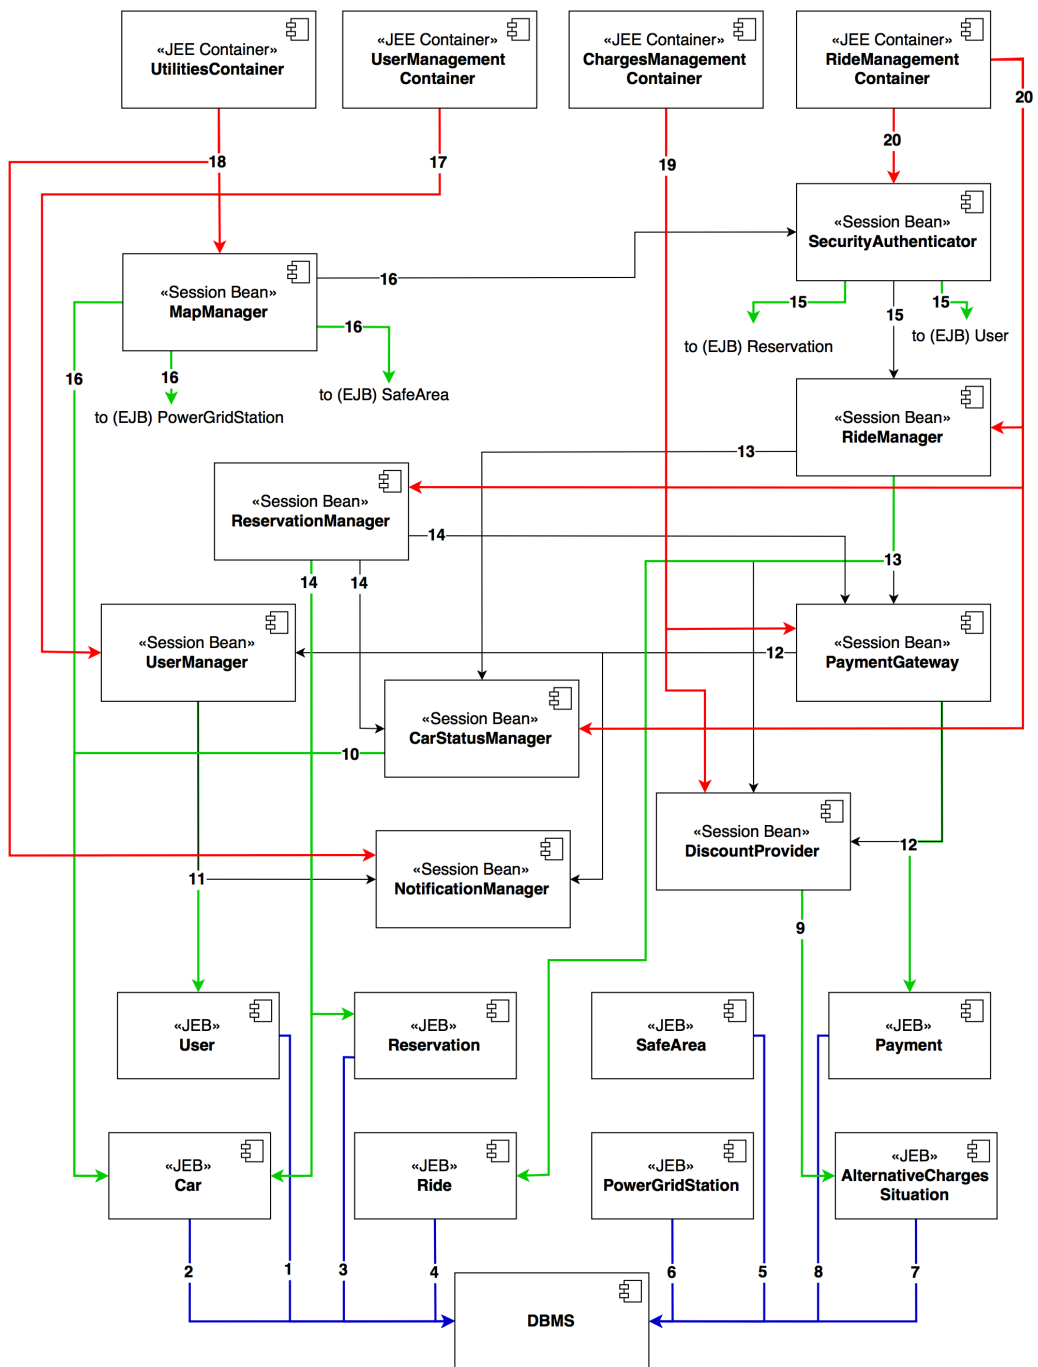 «JEE Container»
UtilitiesContainer
«JEE Container»
UserManagement
Container
«JEE Container»
ChargesManagement
Container
«JEE Container»
RideManagement
Container
20
18
17
19
20
«Session Bean»
SecurityAuthenticator
16
«Session Bean»
MapManager
15
15
15
to (EJB) Reservation
to (EJB) User
16
16
16
to (EJB) SafeArea
to (EJB) PowerGridStation
«Session Bean»
RideManager
13
«Session Bean»
ReservationManager
14
14
14
13
«Session Bean»
UserManager
12
«Session Bean»
PaymentGateway
«Session Bean»
CarStatusManager
10
«Session Bean»
DiscountProvider
12
11
«Session Bean»
NotificationManager
9
«JEB»
User
«JEB»
Reservation
«JEB»
SafeArea
«JEB»
Payment
«JEB»
Car
«JEB»
Ride
«JEB»
PowerGridStation
«JEB»
AlternativeCharges
Situation
2
1
3
4
6
5
8
7
DBMS